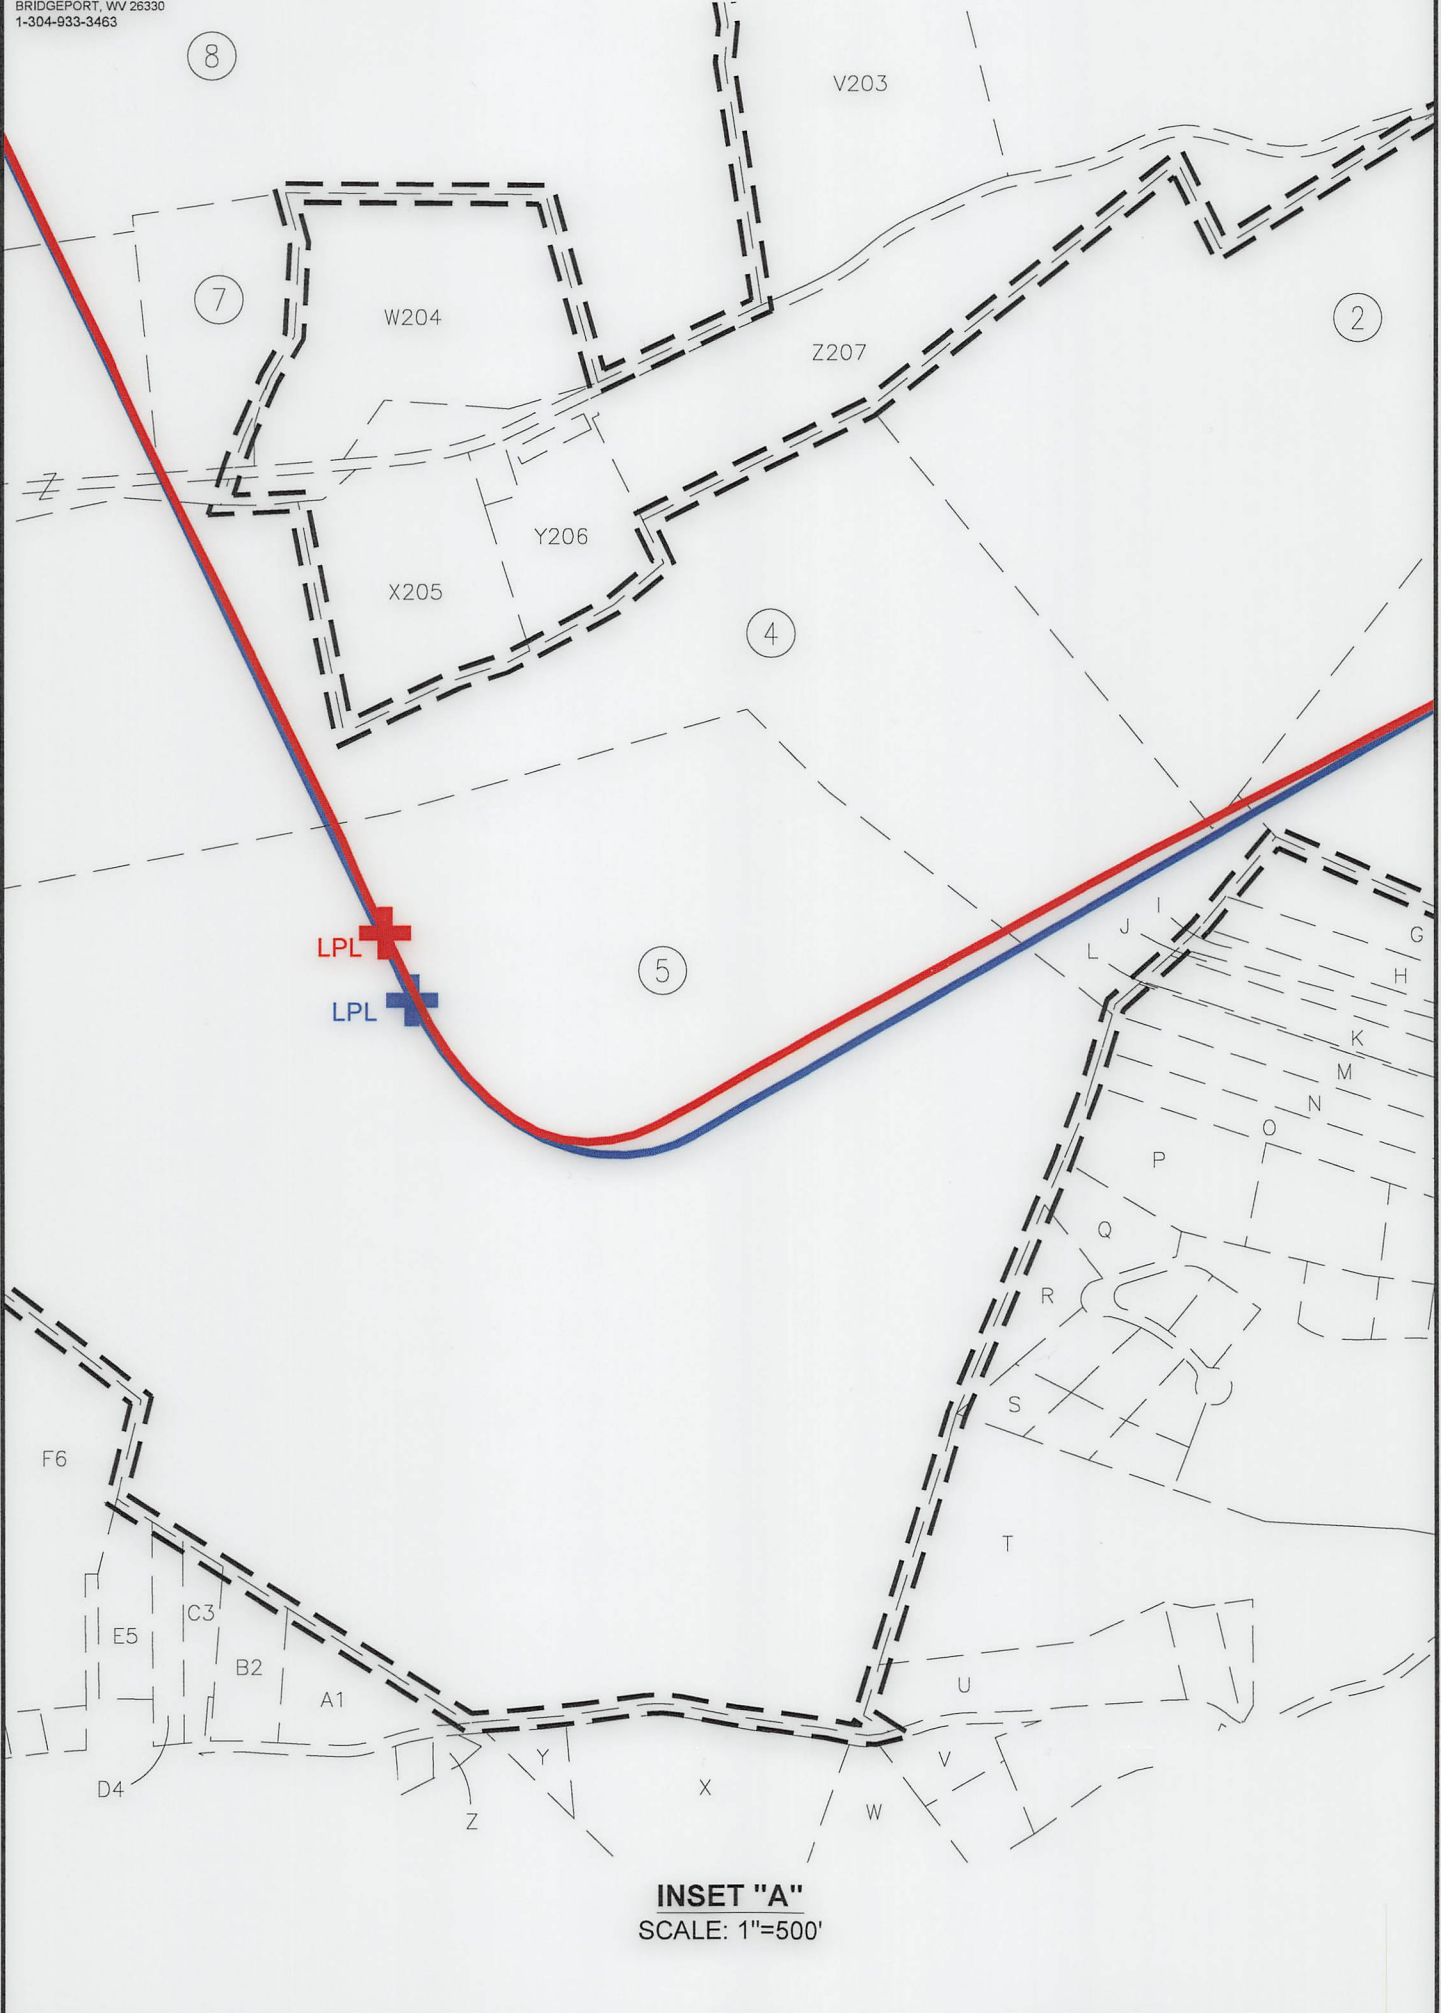 BRIDGEPORT, WV 26330
1-304-933-3463
8
V203
7
W204
2
Z207
Z
Y206
X205
4
LPL
5
LPL
I
J
G
L
H
K
M
N
O
P
Q
R
S
F6
T
C3
E5
B2
U
A1
Y
V
D4
X
Z
W
INSET "A"
SCALE: 1"=500'